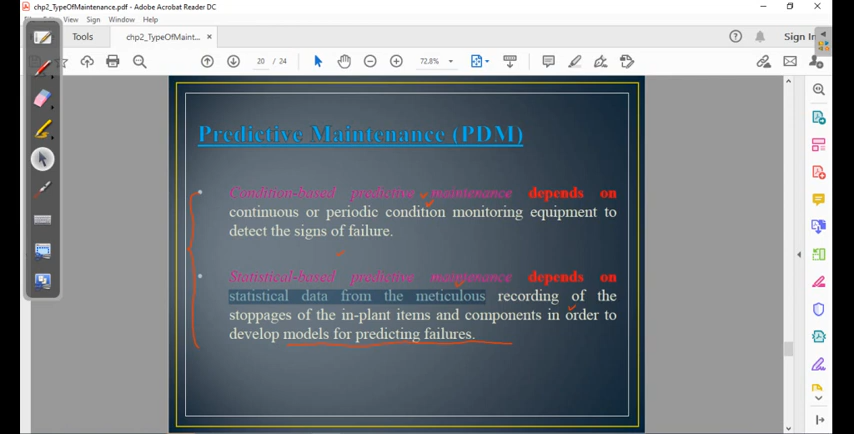 chp2_TypeOfMaintenance.pdf - Adobe Acrobat Reader DC
File Edit View Sign Window Help
Tools
chp2_TypeOfMaint...
Sign In
20 / 24
72.8%
Predictive Maintenance (PDM)
Condition-based predictive maintenance depends on
continuous or periodic condition monitoring equipment to
detect the signs of failure.
Statistical-based predictive maintenance depends on
statistical data from the meticulous recording of the
stoppages of the in-plant items and components in order to
develop models for predicting failures.